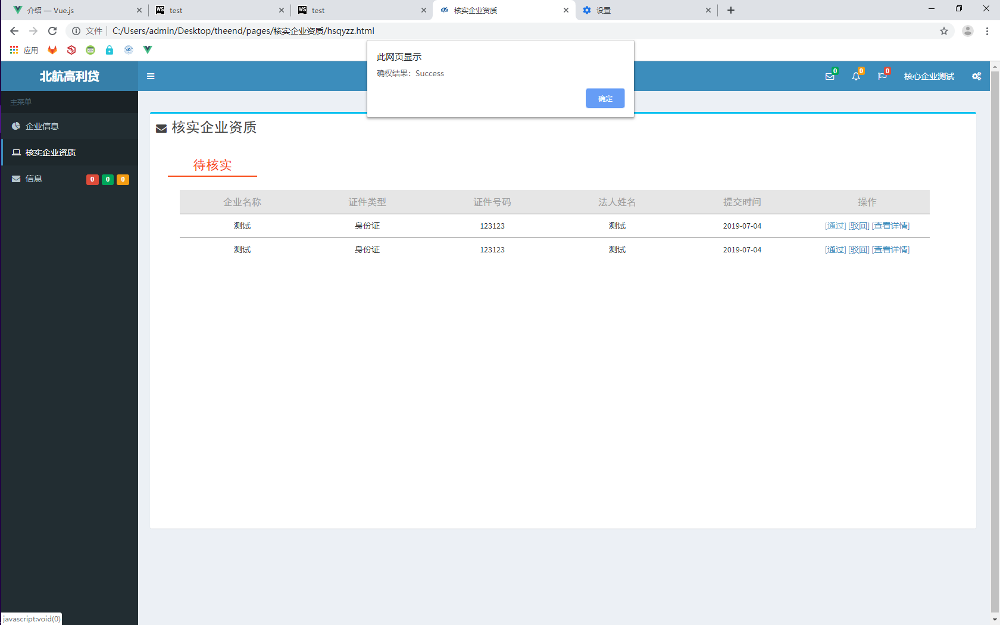 介绍 — Vue.js
WS test
WS test
核实企业资质
设置
文件 C:/Users/admin/Desktop/theend/pages/核实企业资质/hsqyzz.html
应用
此网页显示
确权结果：Success
确定
北航高利贷
0 0 0 核心企业测试
主菜单
企业信息
核实企业资质
信息 0 0 0
核实企业资质
待核实
企业名称 证件类型 证件号码 法人姓名 提交时间 操作
测试 身份证 123123 测试 2019-07-04 [通过] [驳回] [查看详情]
测试 身份证 123123 测试 2019-07-04 [通过] [驳回] [查看详情]
javascript:void(0)